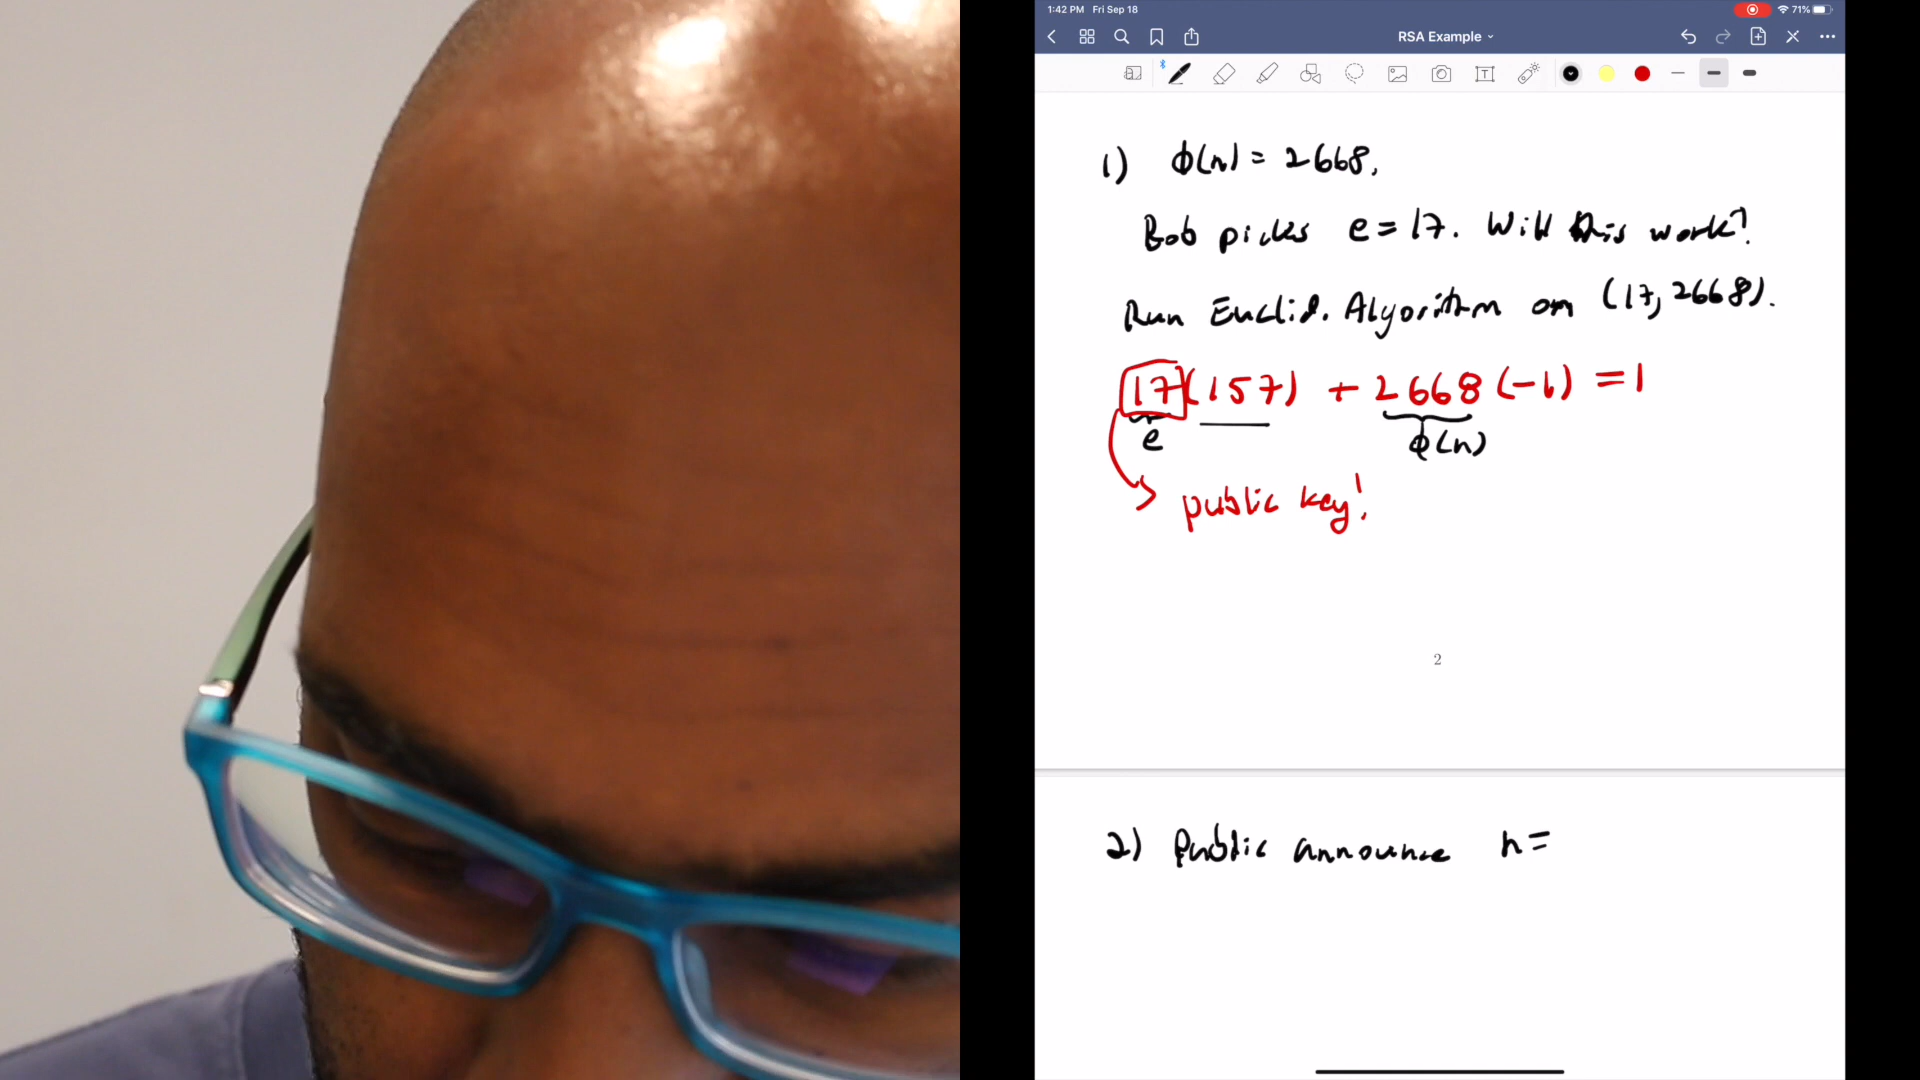 1:42 PM Fri Sep 18
71%
RSA Example
T
1) ϕ(n) = 2668,
Bob picks e = 17. Will this work?
Run Euclid. Algorithm on (17, 2668).
17(157) + 2668(-1) = 1
e ϕ(n)
public key!
2
2) Public announce n =